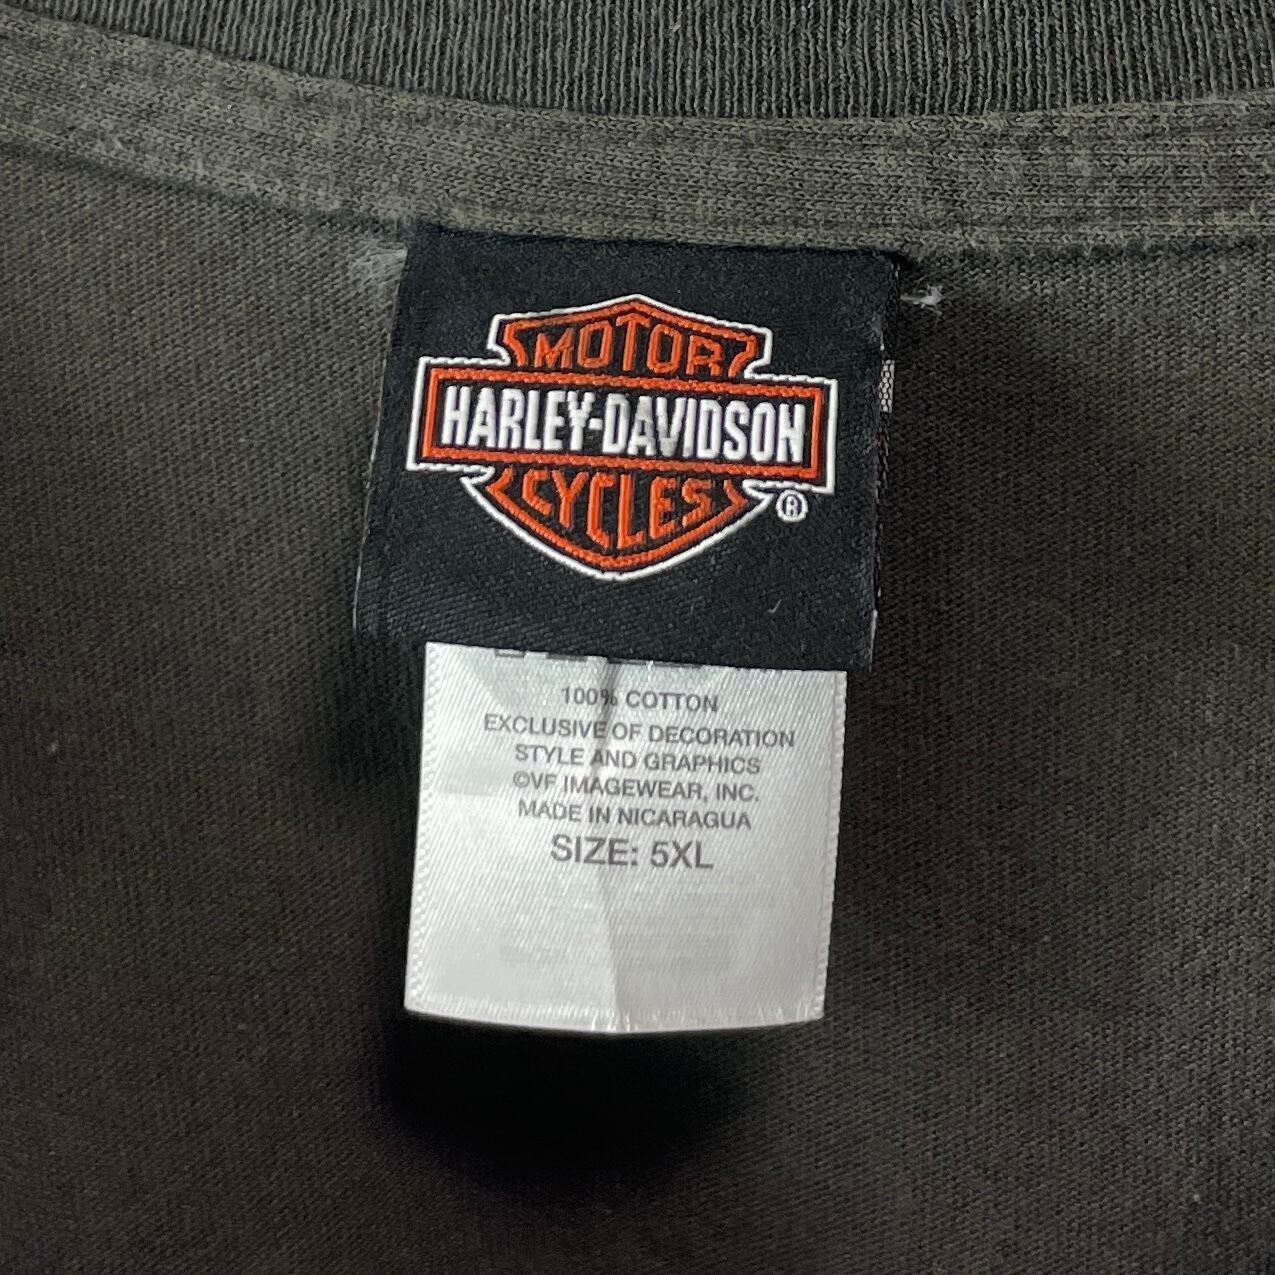 MOTOR
HARLEY-DAVIDSON
CYCLES
®
100% COTTON
EXCLUSIVE OF DECORATION
STYLE AND GRAPHICS
©VF IMAGEWEAR, INC.
MADE IN NICARAGUA
SIZE: 5XL